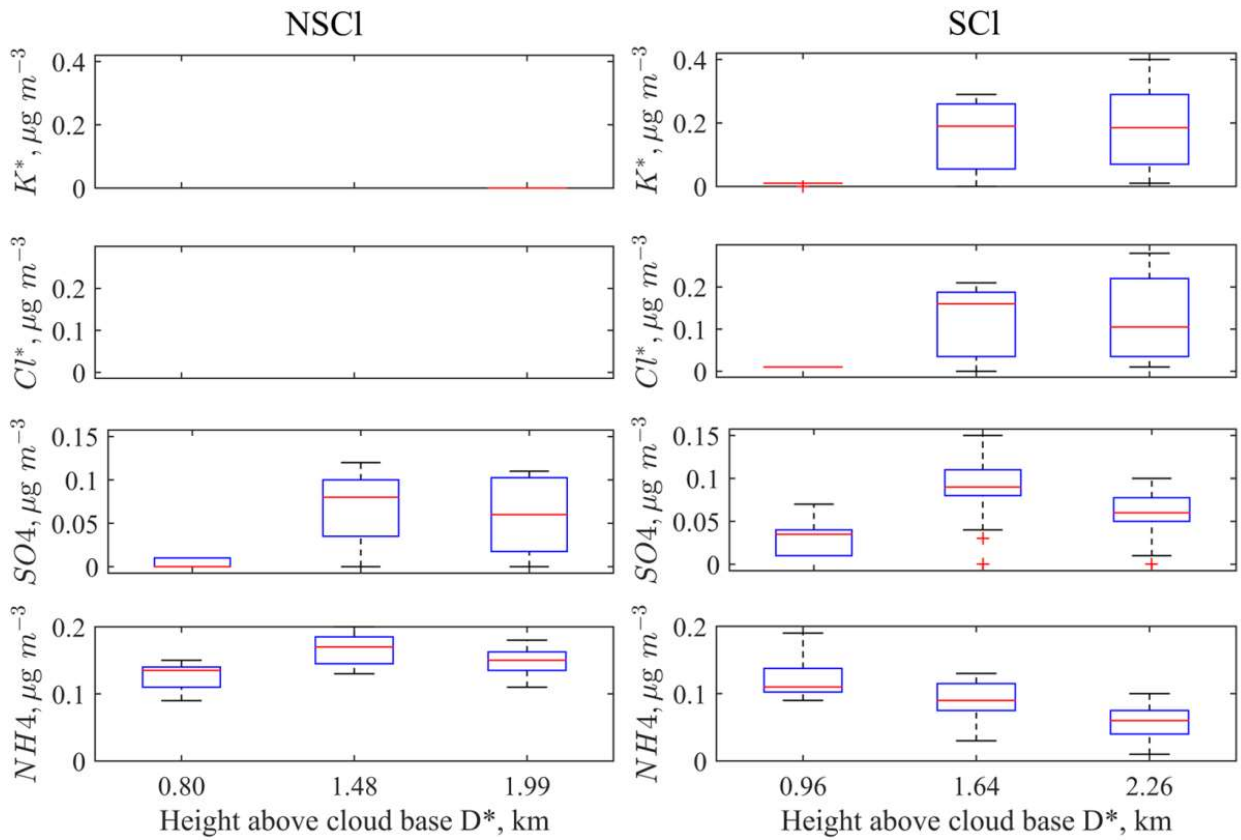 NSCl
SCl
0.4
0.2
0
K*, μg m⁻³
0.4
0.2
0
K*, μg m⁻³
0.2
0.1
0
Cl*, μg m⁻³
0.2
0.1
0
Cl*, μg m⁻³
0.15
0.1
0.05
0
SO4, μg m⁻³
0.15
0.1
0.05
0
SO4, μg m⁻³
0.2
0.1
0
NH4, μg m⁻³
0.2
0.1
0
NH4, μg m⁻³
0.80 1.48 1.99
0.96 1.64 2.26
Height above cloud base D*, km
Height above cloud base D*, km